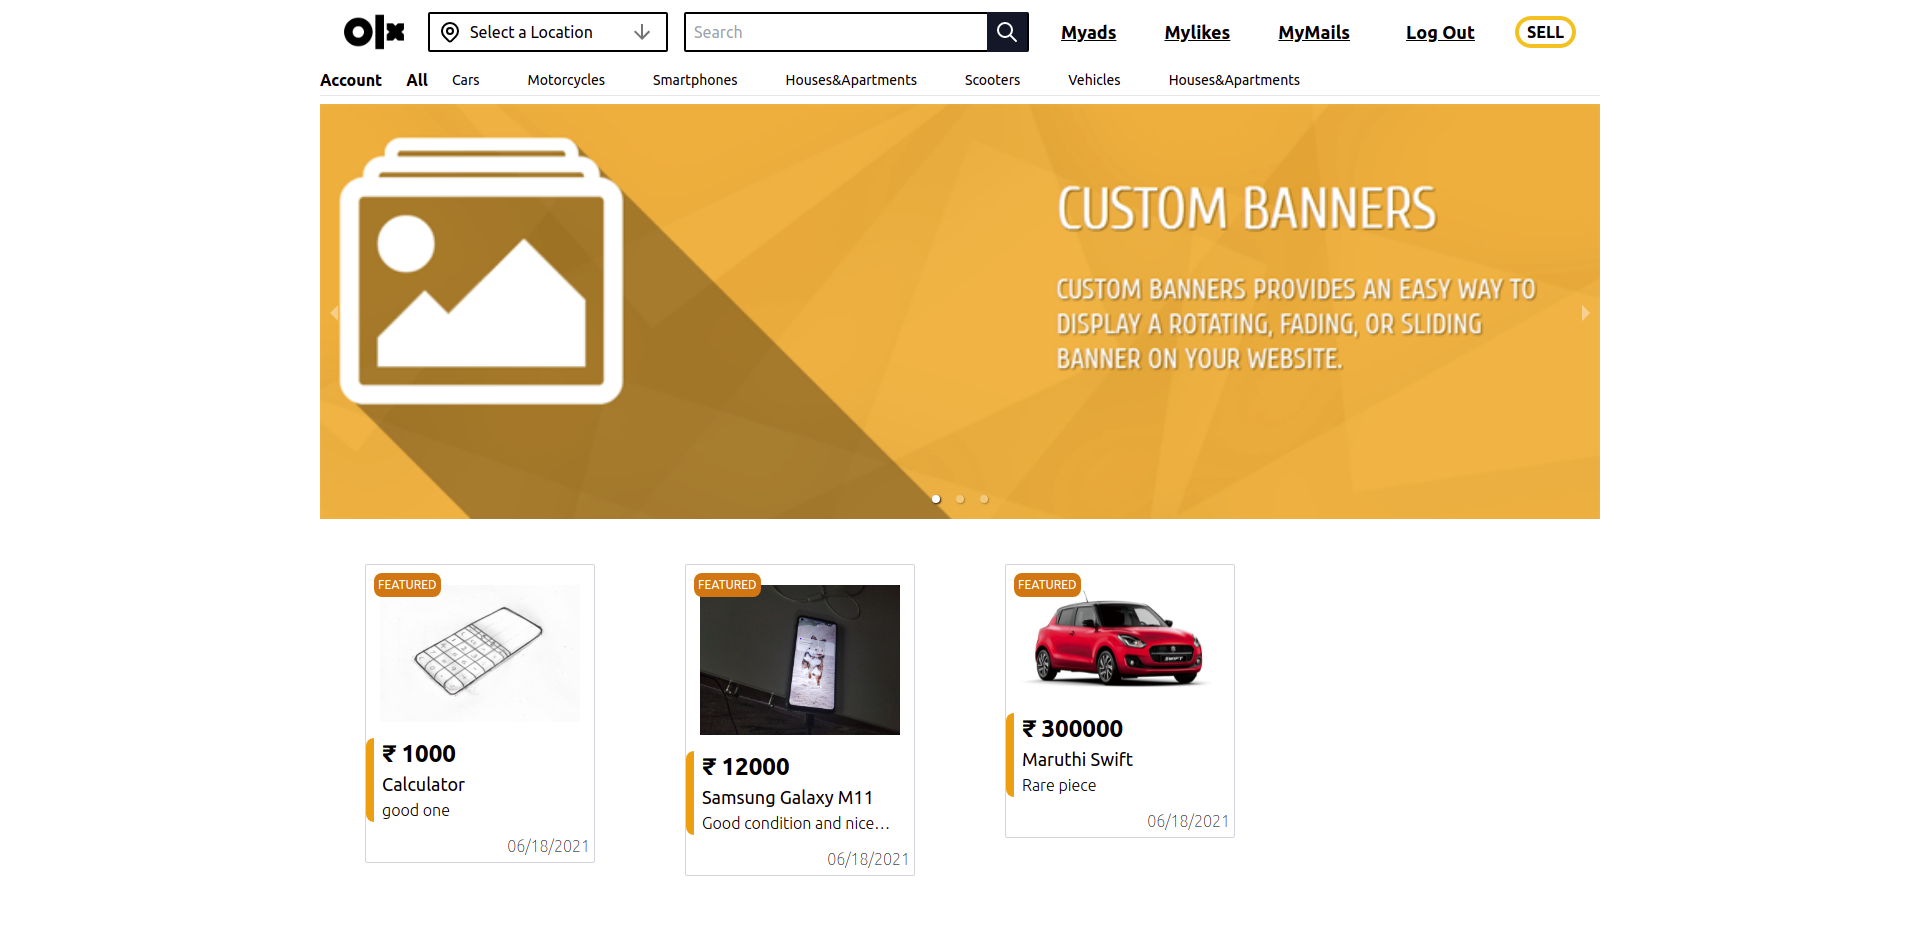 olx
Select a Location
Search
Myads
Mylikes
MyMails
Log Out
SELL
Account
All
Cars
Motorcycles
Smartphones
Houses&Apartments
Scooters
Vehicles
Houses&Apartments
CUSTOM BANNERS
CUSTOM BANNERS PROVIDES AN EASY WAY TO
DISPLAY A ROTATING, FADING, OR SLIDING
BANNER ON YOUR WEBSITE.
FEATURED
₹ 1000
Calculator
good one
06/18/2021
FEATURED
₹ 12000
Samsung Galaxy M11
Good condition and nice...
06/18/2021
FEATURED
SWIFT
₹ 300000
Maruthi Swift
Rare piece
06/18/2021